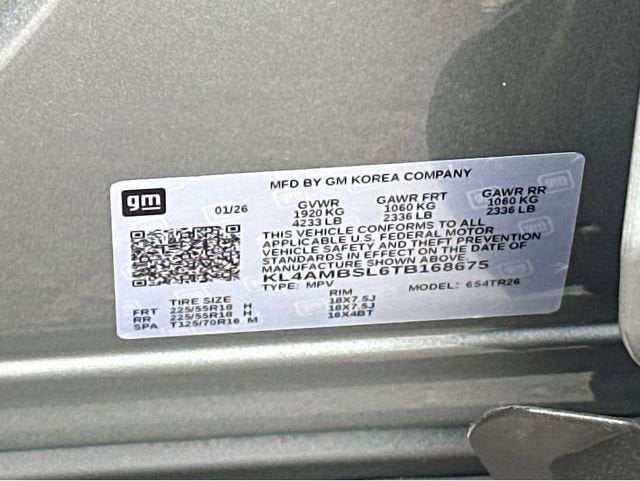 MFD BY GM KOREA COMPANY
gm
01/26
GVWR GAWR FRT GAWR RR
1920 KG 1060 KG 1060 KG
4233 LB 2336 LB 2336 LB
THIS VEHICLE CONFORMS TO ALL
APPLICABLE U.S. FEDERAL MOTOR
VEHICLE SAFETY AND THEFT PREVENTION
STANDARDS IN EFFECT ON THE DATE OF
MANUFACTURE SHOWN ABOVE.
KL4AMBSL6TB168675
TYPE: MPV MODEL: 654TR26
TIRE SIZE RIM
FRT 225/55R18 H 18X7.5J
RR 225/55R18 H 18X7.5J
SPA T125/70R16 M 16X4BT